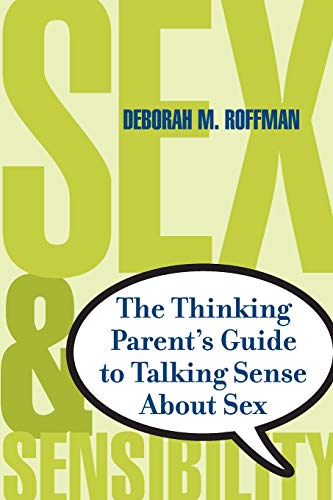 SEX
DEBORAH M. ROFFMAN
&
The Thinking
Parent's Guide
to Talking Sense
About Sex
SENSIBILITY